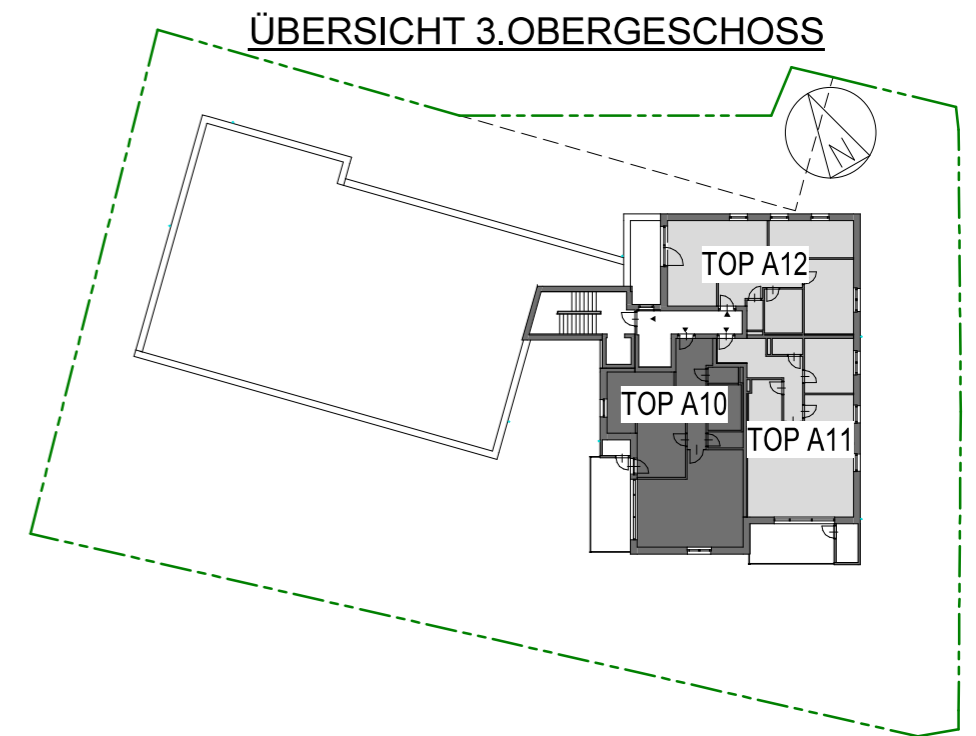 ÜBERSICHT 3.OBERGESCHOSS
N
TOP A12
TOP A10
TOP A11